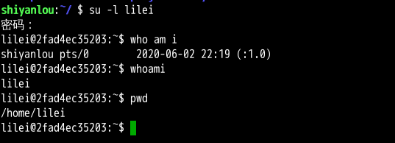 shiyanlou:~/ $ su -l lilei
密码：
lilei@2fad4ec35203:~$ who am i
shiyanlou pts/0        2020-06-02 22:19 (:1.0)
lilei@2fad4ec35203:~$ whoami
lilei
lilei@2fad4ec35203:~$ pwd
/home/lilei
lilei@2fad4ec35203:~$